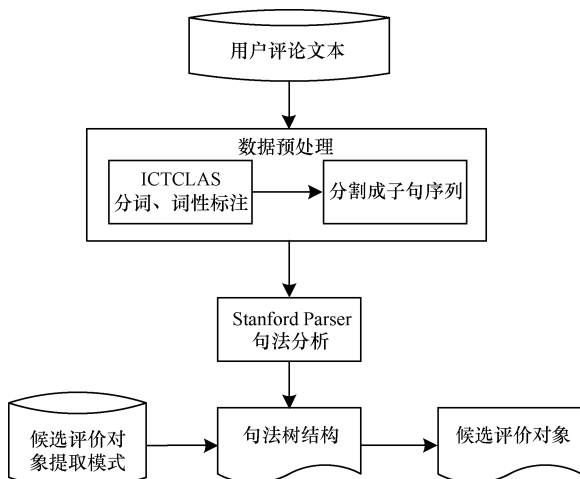 用户评论文本
数据预处理
ICTCLAS
分词、词性标注
分割成子句序列
Stanford Parser
句法分析
候选评价对
象提取模式
句法树结构
候选评价对象